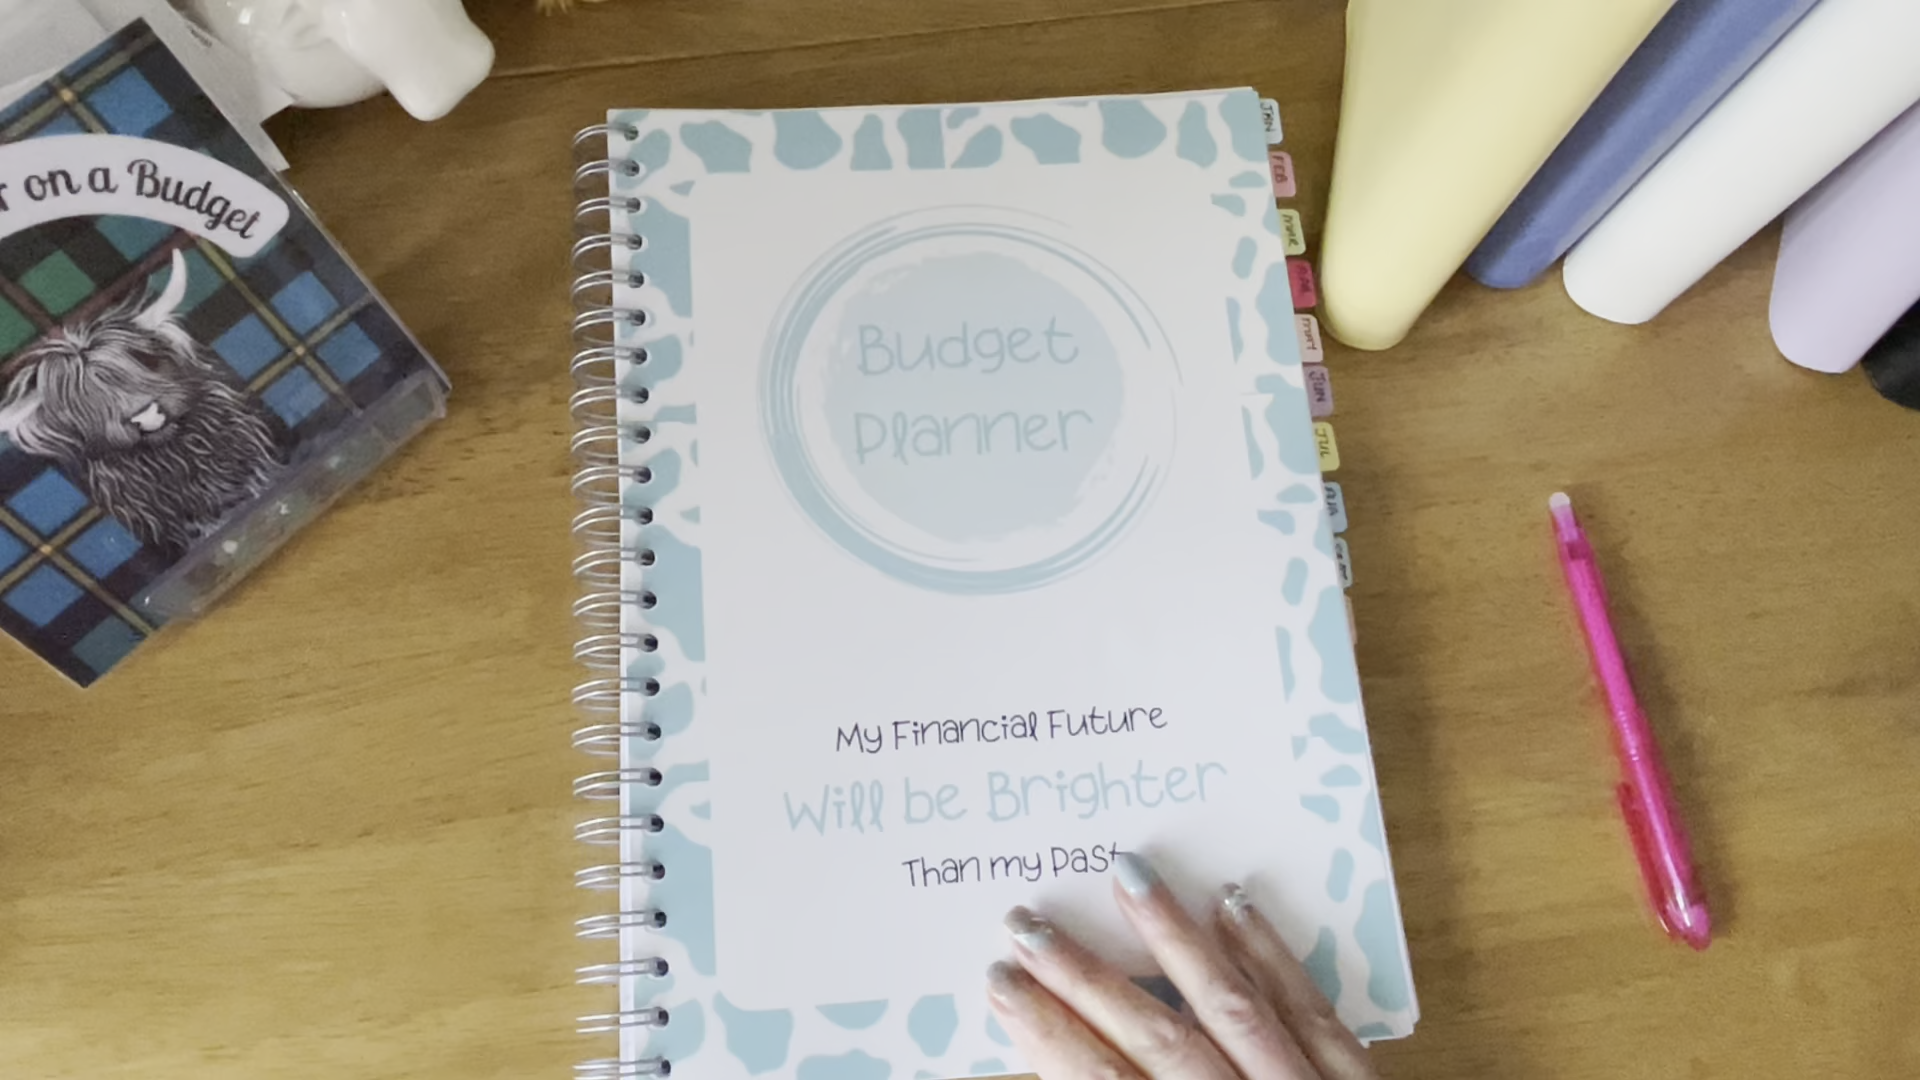 on a Budget
Budget
Planner
My Financial Future
Will be Brighter
Than my Past
JAN
FEB
MAR
MAY
JUN
JUL